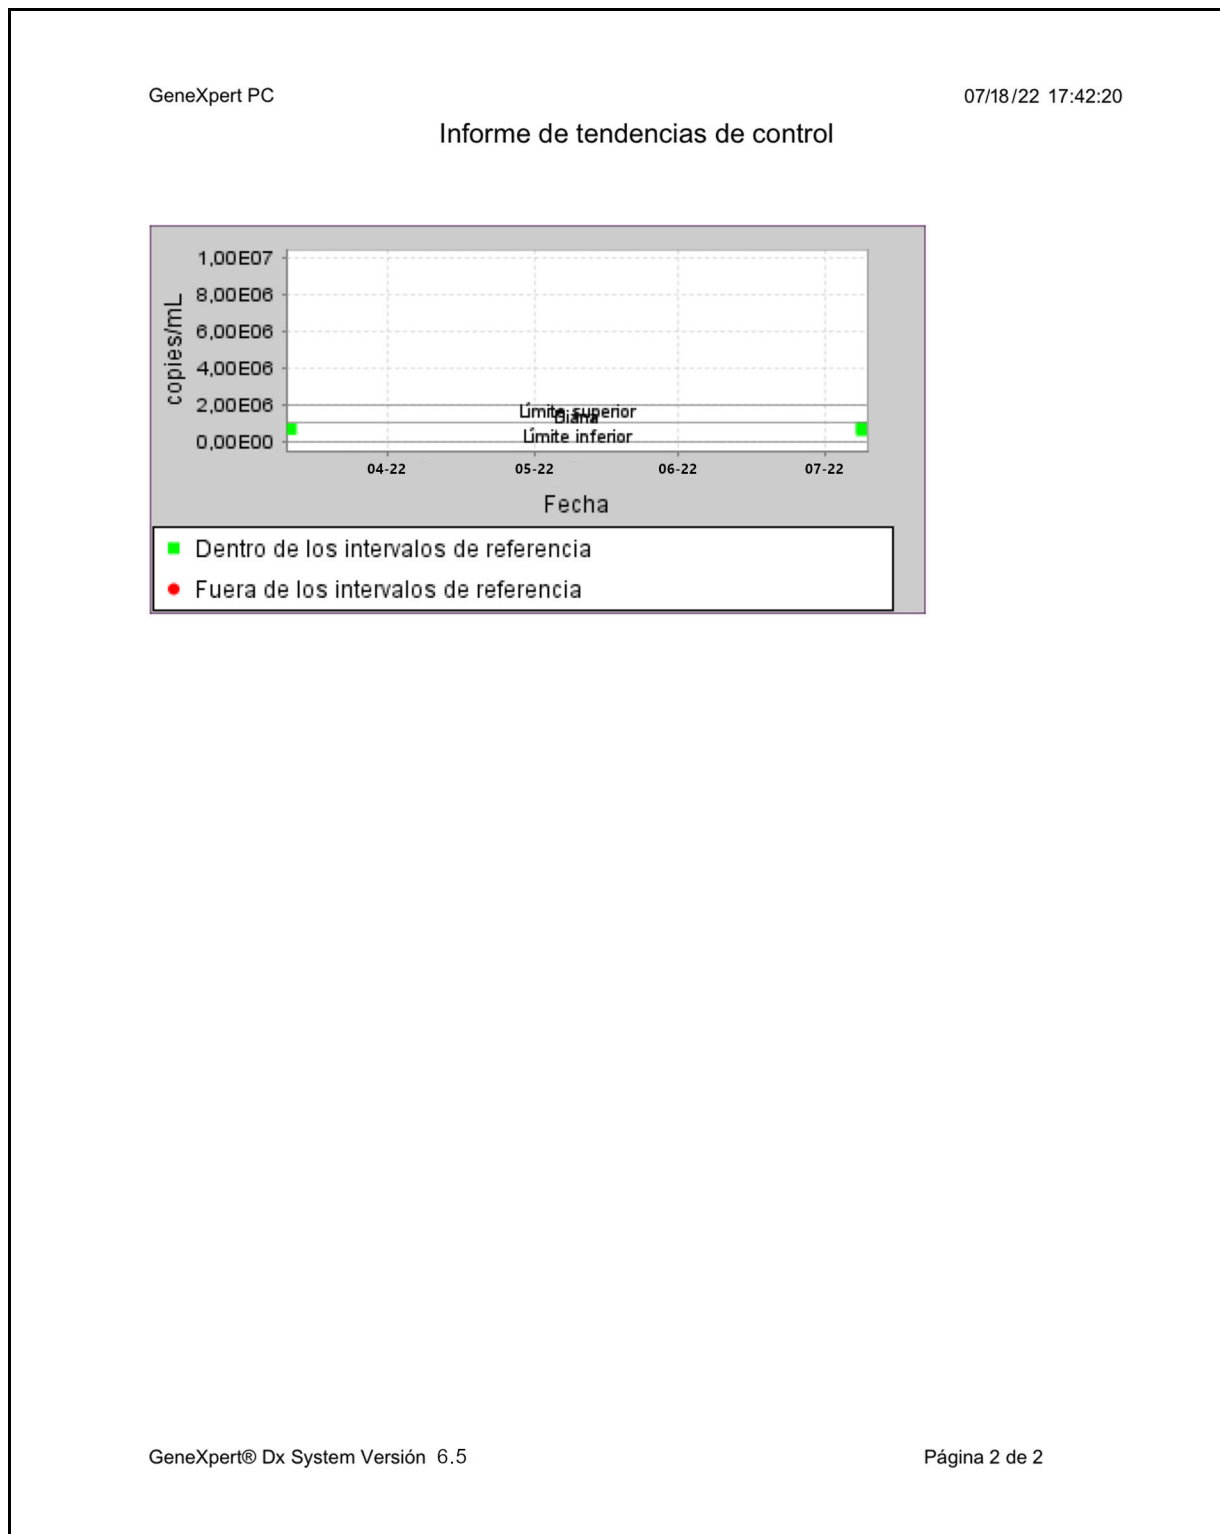 GeneXpert PC
07/18/22 17:42:20
Informe de tendencias de control
1,00E07
8,00E06
6,00E06
4,00E06
2,00E06
0,00E00
copies/mL
Límite superior
Diana
Límite inferior
04-22
05-22
06-22
07-22
Fecha
Dentro de los intervalos de referencia
Fuera de los intervalos de referencia
GeneXpert® Dx System Versión 6.5
Página 2 de 2